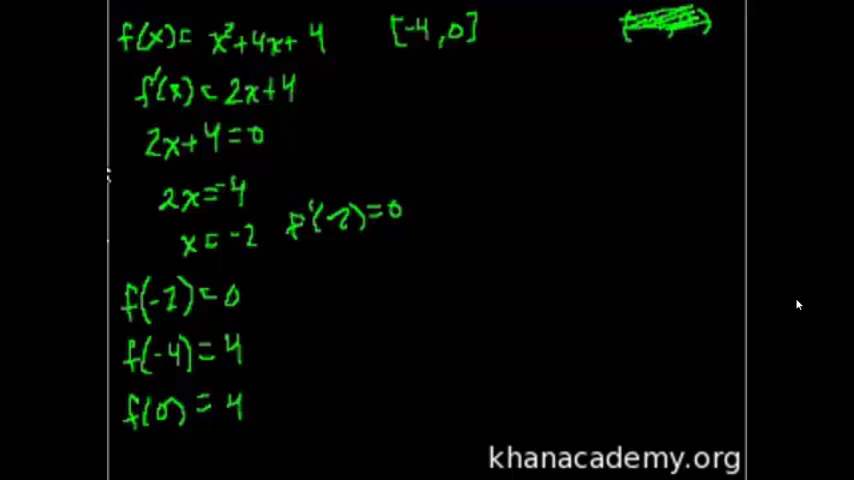 f(x) = x² + 4x + 4 [-4, 0]
f'(x) = 2x + 4
2x + 4 = 0
2x = -4
x = -2 f'(-2) = 0
f(-2) = 0
f(-4) = 4
f(0) = 4
khanacademy.org